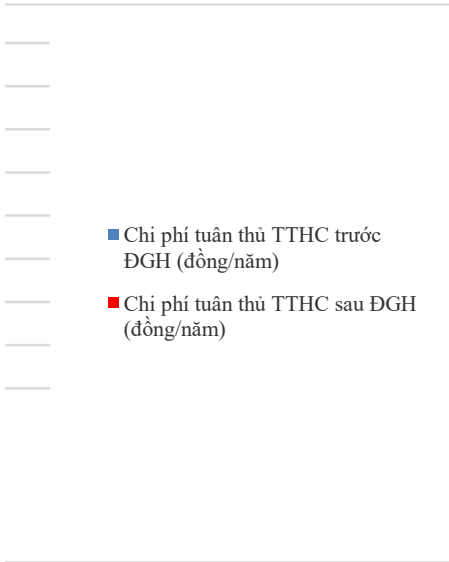 Chi phí tuân thủ TTHC trước
ĐGH (đồng/năm)
Chi phí tuân thủ TTHC sau ĐGH
(đồng/năm)